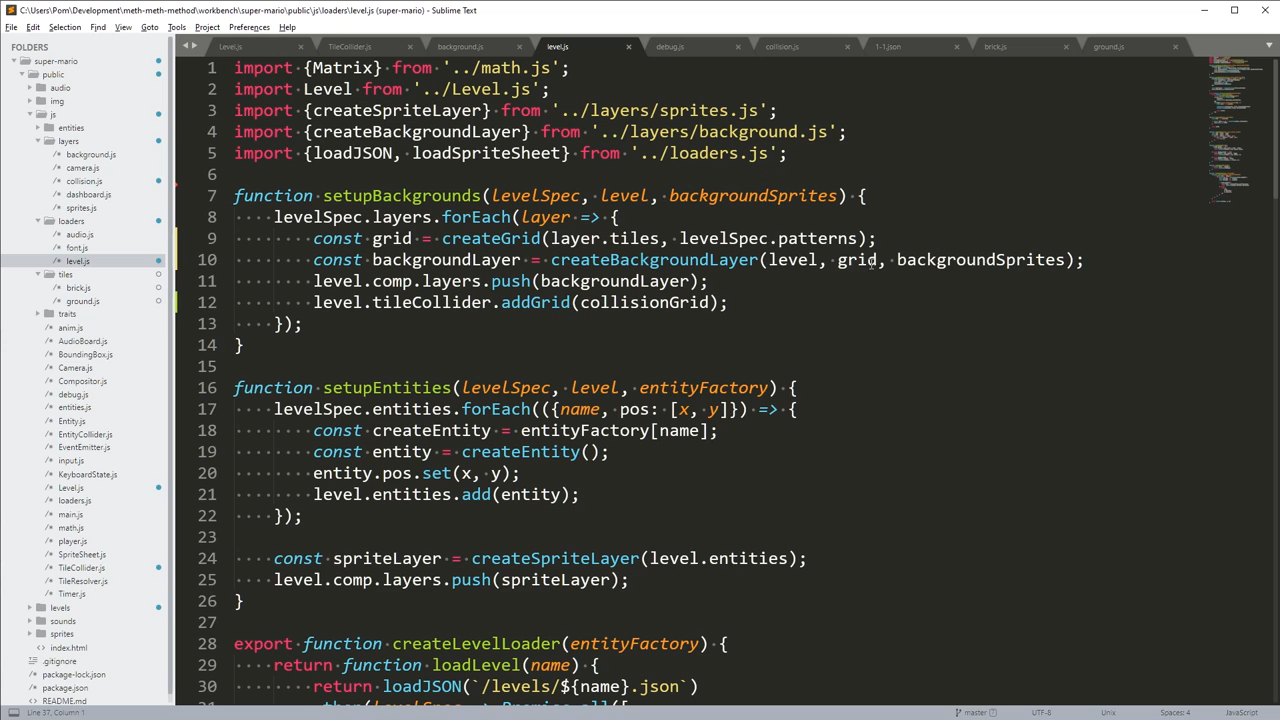 C:\Users\Pom\Development\meth-meth-method\workbench\super-mario\public\js\loaders\level.js (super-mario) - Sublime Text
File Edit Selection Find View Goto Tools Project Preferences Help
FOLDERS
super-mario
public
audio
img
js
entities
layers
background.js
camera.js
collision.js
dashboard.js
sprites.js
loaders
audio.js
font.js
level.js
tiles
brick.js
ground.js
traits
anim.js
AudioBoard.js
BoundingBox.js
Camera.js
Compositor.js
debug.js
entities.js
Entity.js
EntityCollider.js
EventEmitter.js
input.js
KeyboardState.js
Level.js
loaders.js
main.js
math.js
player.js
SpriteSheet.js
TileCollider.js
TileResolver.js
Timer.js
levels
sounds
sprites
index.html
.gitignore
package-lock.json
package.json
README.md
Level.js TileCollider.js background.js level.js debug.js collision.js 1-1.json brick.js ground.js
1 import {Matrix} from '../math.js';
2 import Level from '../Level.js';
3 import {createSpriteLayer} from '../layers/sprites.js';
4 import {createBackgroundLayer} from '../layers/background.js';
5 import {loadJSON, loadSpriteSheet} from '../loaders.js';
6
7 function setupBackgrounds(levelSpec, level, backgroundSprites) {
8 levelSpec.layers.forEach(layer => {
9 const grid = createGrid(layer.tiles, levelSpec.patterns);
10 const backgroundLayer = createBackgroundLayer(level, grid, backgroundSprites);
11 level.comp.layers.push(backgroundLayer);
12 level.tileCollider.addGrid(collisionGrid);
13 });
14 }
15
16 function setupEntities(levelSpec, level, entityFactory) {
17 levelSpec.entities.forEach(({name, pos: [x, y]}) => {
18 const createEntity = entityFactory[name];
19 const entity = createEntity();
20 entity.pos.set(x, y);
21 level.entities.add(entity);
22 });
23
24 const spriteLayer = createSpriteLayer(level.entities);
25 level.comp.layers.push(spriteLayer);
26 }
27
28 export function createLevelLoader(entityFactory) {
29 return function loadLevel(name) {
30 return loadJSON(`/levels/${name}.json`)
31 .then(levelSpec => Promise.all([
Line 37, Column 1 master UTF-8 Unix Spaces: 4 JavaScript